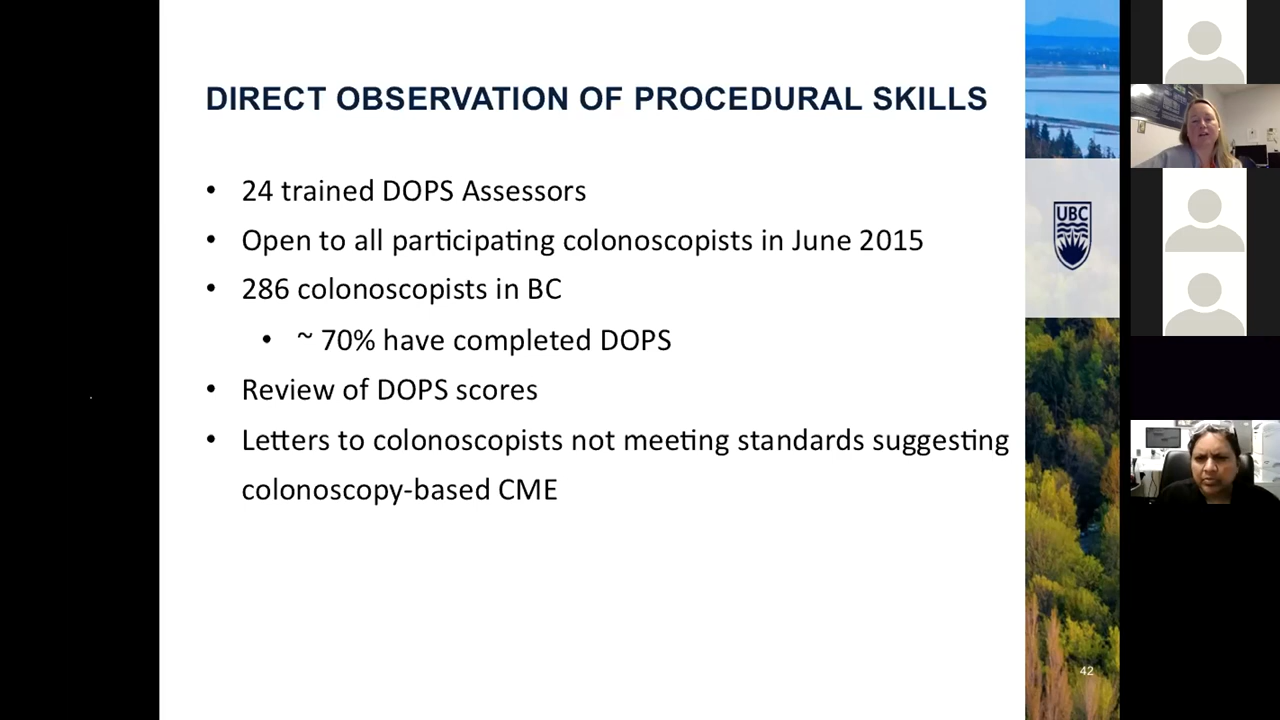 DIRECT OBSERVATION OF PROCEDURAL SKILLS
• 24 trained DOPS Assessors
• Open to all participating colonoscopists in June 2015
• 286 colonoscopists in BC
• ~ 70% have completed DOPS
• Review of DOPS scores
• Letters to colonoscopists not meeting standards suggesting
colonoscopy-based CME
UBC
42